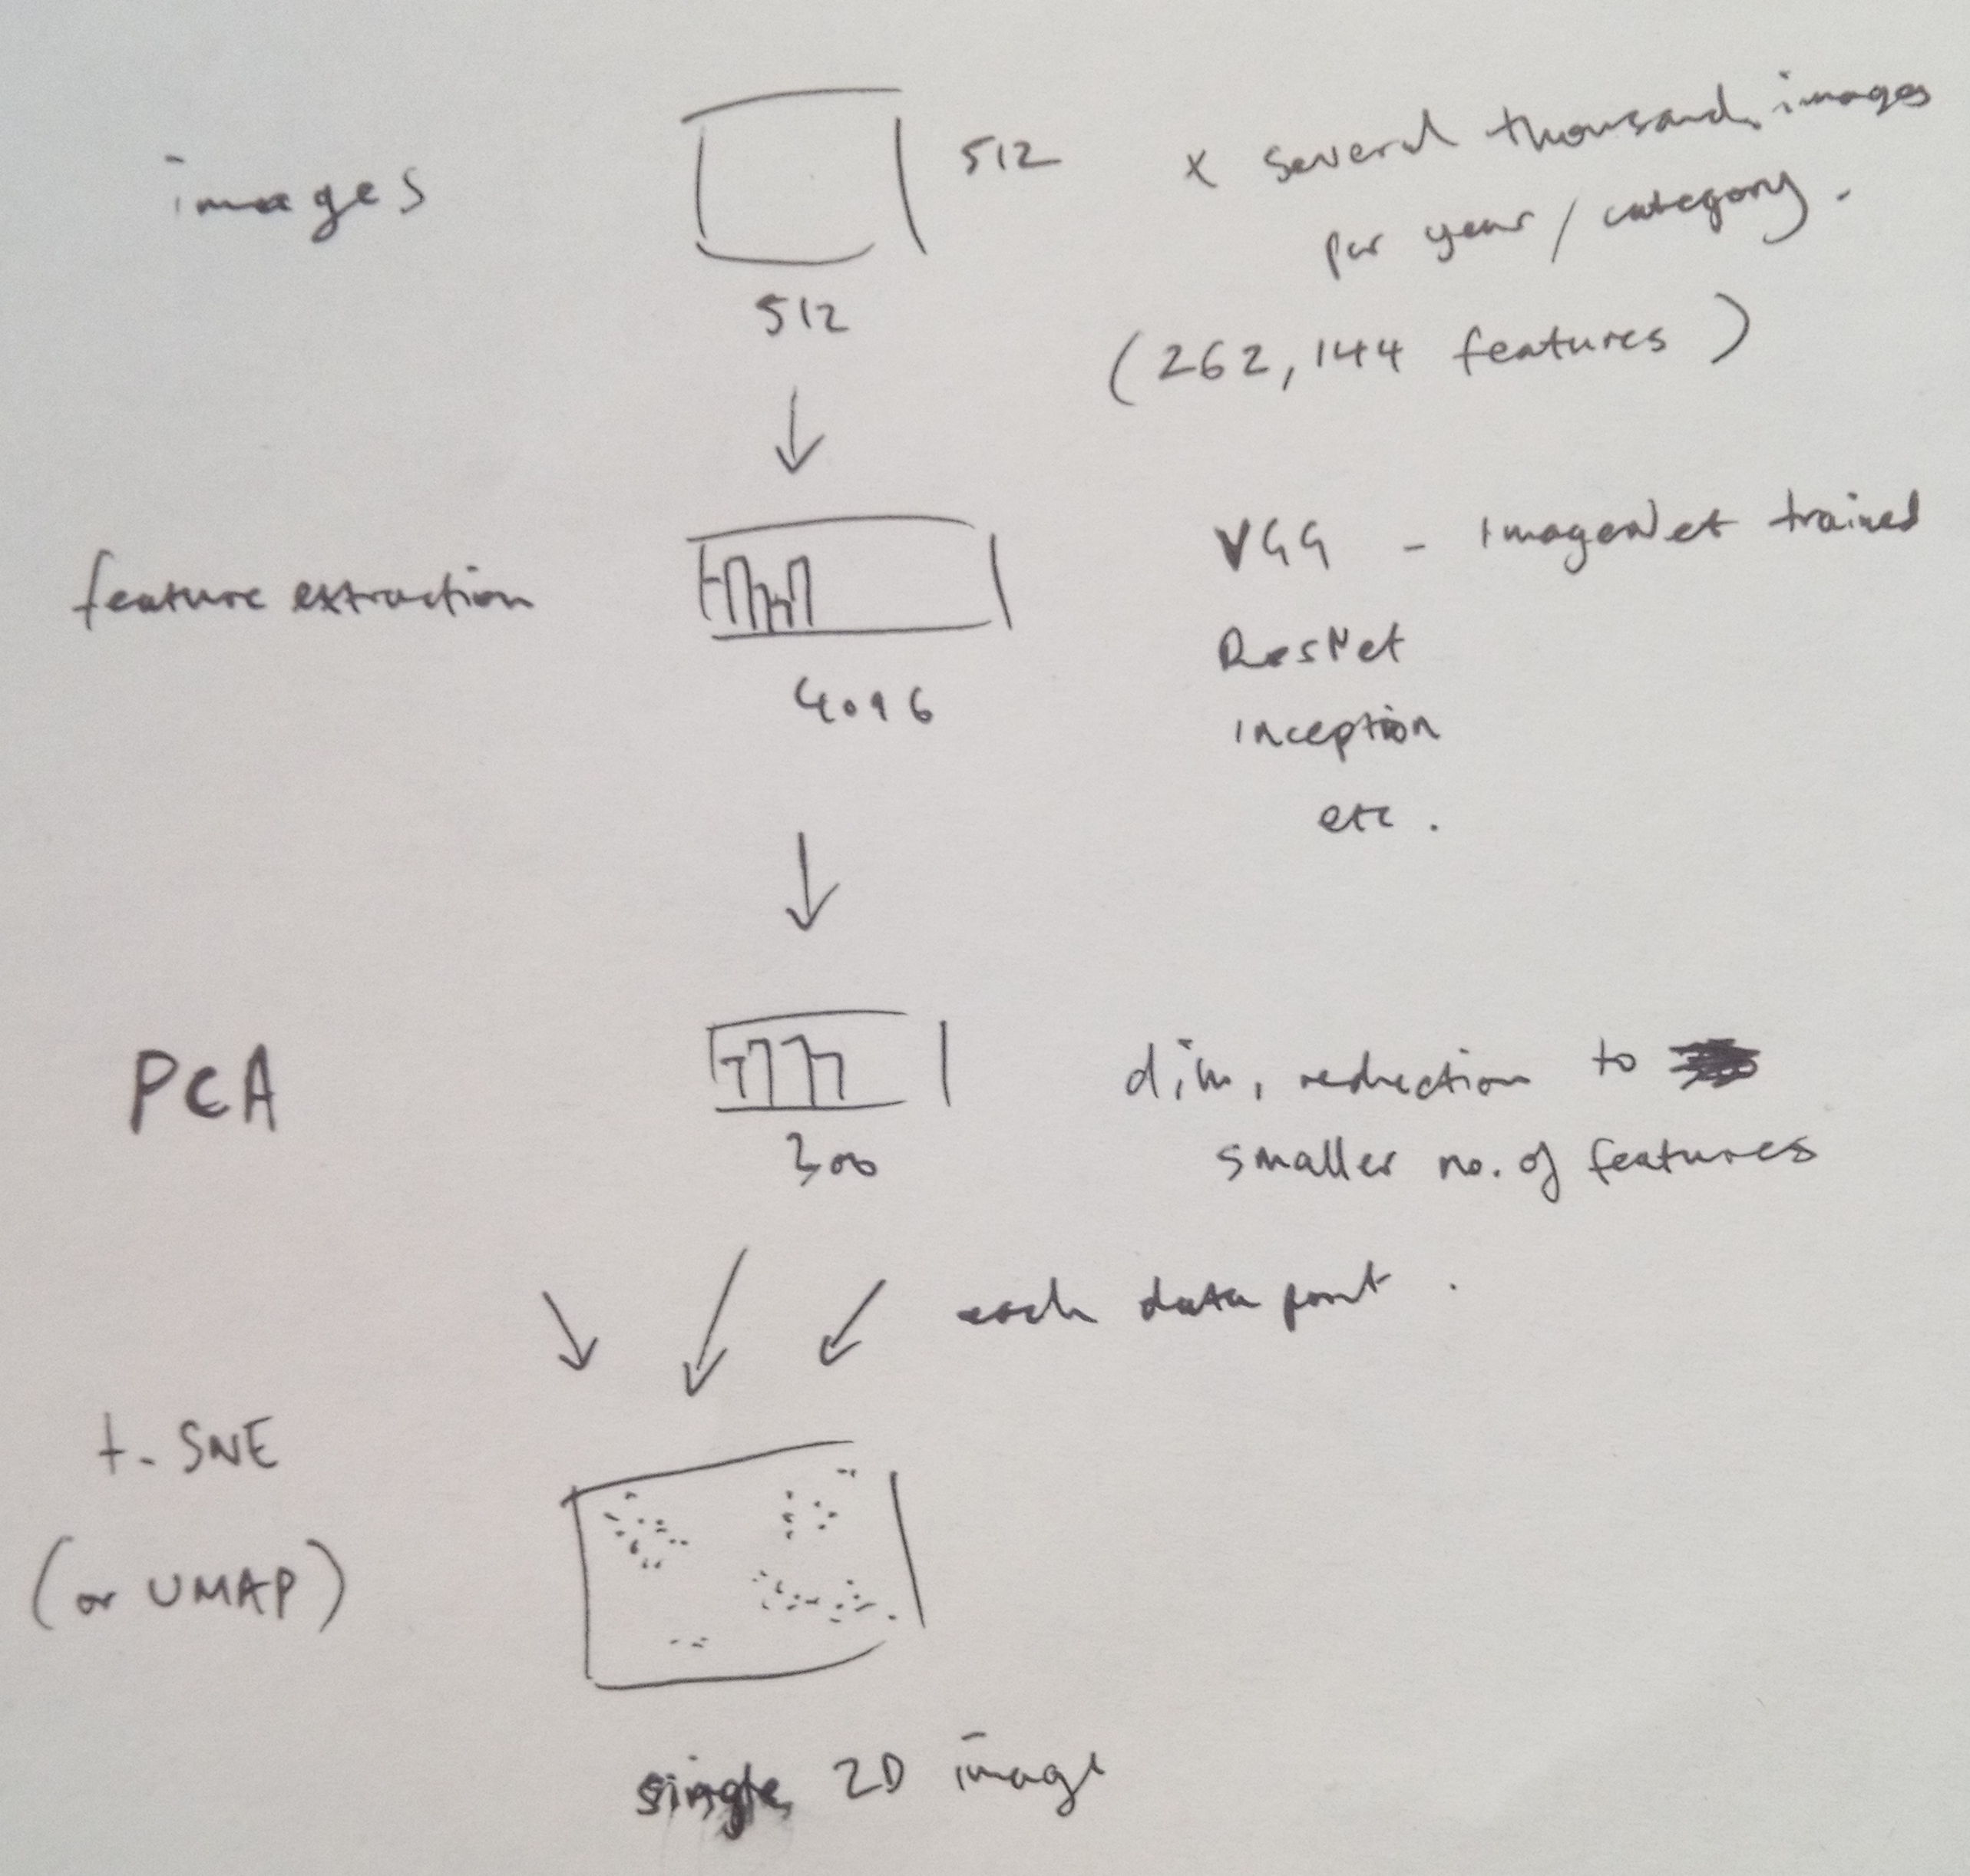 images
512
x several thousand images
per year / category.
512
(262,144 features)
feature extraction
VGG - ImageNet trained
ResNet
4096
inception
etc.
PCA
dim, reduction to
300
smaller no. of features
each data point.
t-SNE
(or UMAP)
single 2D image